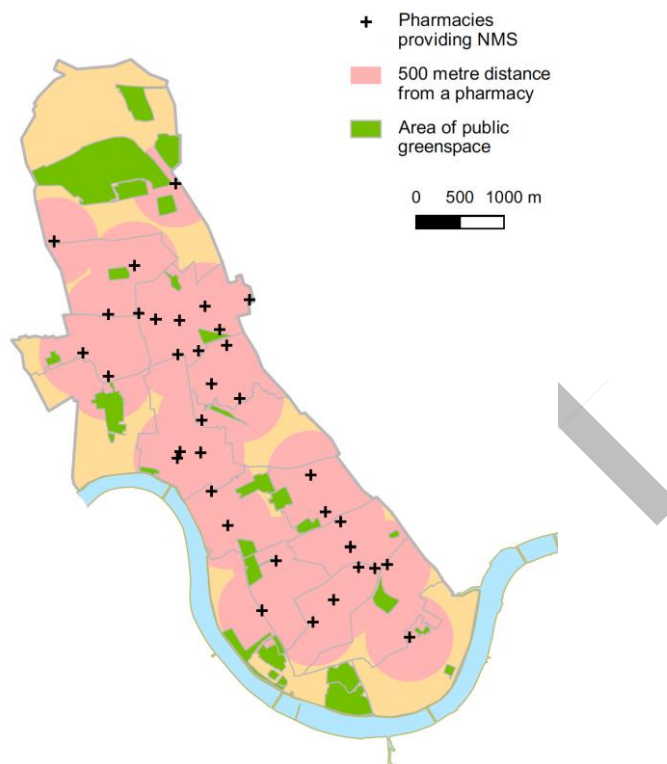 Pharmacies
providing NMS
500 metre distance
from a pharmacy
Area of public
greenspace
0 500 1000 m